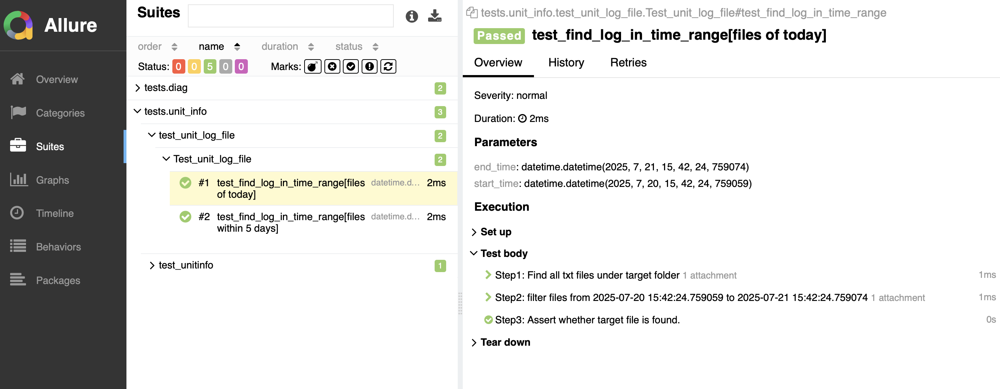 Allure
Overview
Categories
Suites
Graphs
Timeline
Behaviors
Packages
Suites
order name duration status
Status: 0 0 5 0 0 Marks:
tests.diag 2
tests.unit_info 3
test_unit_log_file 2
Test_unit_log_file 2
#1 test_find_log_in_time_range[files of today] datetime.d... 2ms
#2 test_find_log_in_time_range[files within 5 days] datetime.d... 2ms
test_unitinfo 1
tests.unit_info.test_unit_log_file.Test_unit_log_file#test_find_log_in_time_range
Passed test_find_log_in_time_range[files of today]
Overview History Retries
Severity: normal
Duration: 2ms
Parameters
end_time: datetime.datetime(2025, 7, 21, 15, 42, 24, 759074)
start_time: datetime.datetime(2025, 7, 20, 15, 42, 24, 759059)
Execution
Set up
Test body
Step1: Find all txt files under target folder 1 attachment 1ms
Step2: filter files from 2025-07-20 15:42:24.759059 to 2025-07-21 15:42:24.759074 1 attachment 1ms
Step3: Assert whether target file is found. 0s
Tear down